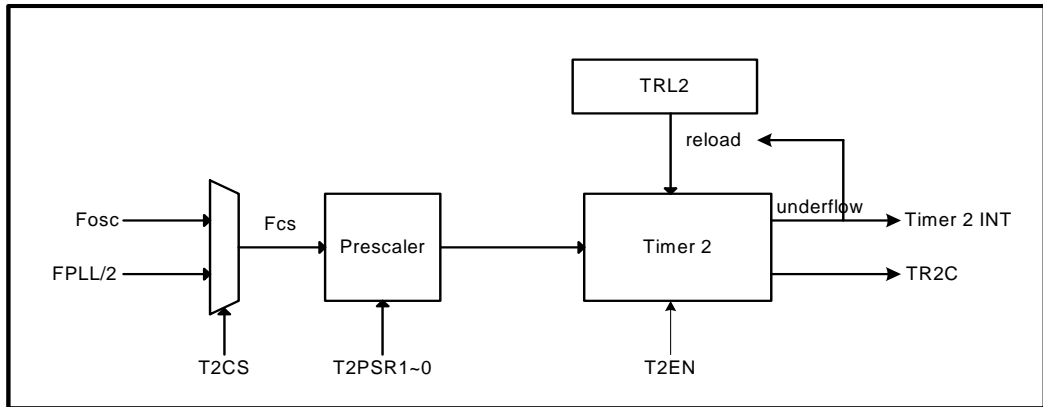 TRL2
reload
underflow
Fosc
Fcs
Prescaler
Timer 2
Timer 2 INT
FPLL/2
TR2C
T2CS
T2PSR1~0
T2EN